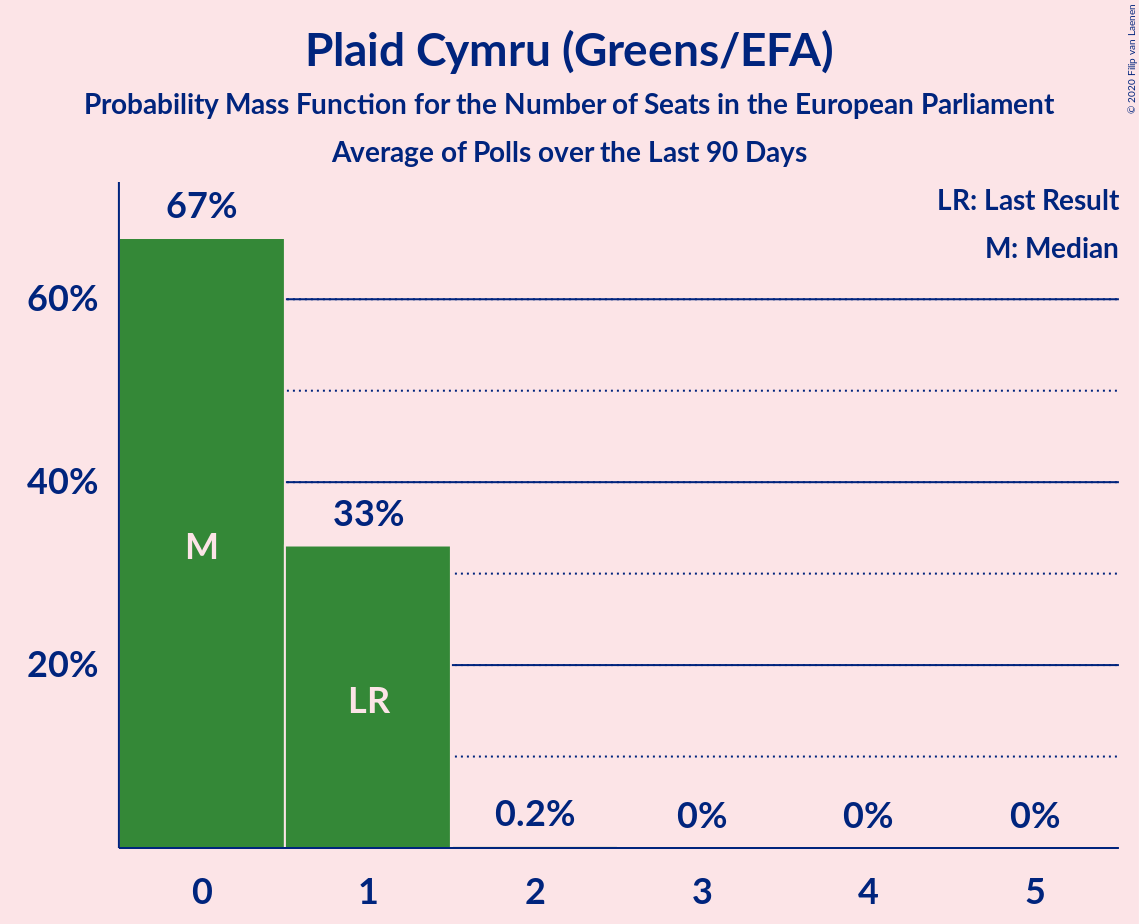 Plaid Cymru (Greens/EFA)
Probability Mass Function for the Number of Seats in the European Parliament
Average of Polls over the Last 90 Days
© 2020 Filip van Laenen
LR: Last Result
M: Median
67%
60%
40%
33%
M
20%
LR
0.2%
0%
0%
0%
0
1
2
3
4
5